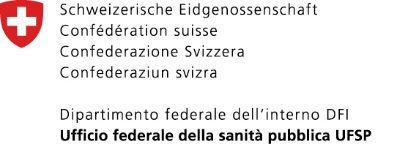 Schweizerische Eidgenossenschaft
Confédération suisse
Confederazione Svizzera
Confederaziun svizra
Dipartimento federale dell'interno DFI
Ufficio federale della sanità pubblica UFSP